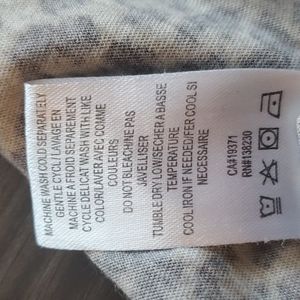 MACHINE WASH COLD SEPARATELY
GENTLE CYCLE/LAVAGE EN
MACHINE A FROID SEPAREMENT
CYCLE DELICAT WASH WITH LIKE
COLOR/LAVER AVEC COMME
COULEURS
DO NOT BLEACH/NE PAS
JAVELLISER
TUMBLE DRY LOW/SECHER A BASSE
TEMPERATURE
COOL IRON IF NEEDED/FER COOL SI
NECESSAIRE
CA#19371
RN#138230